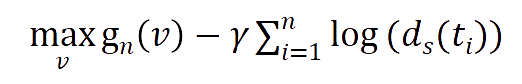 max_v g_n(v) − γ ∑_{i=1}^{n} log (d_s(t_i))